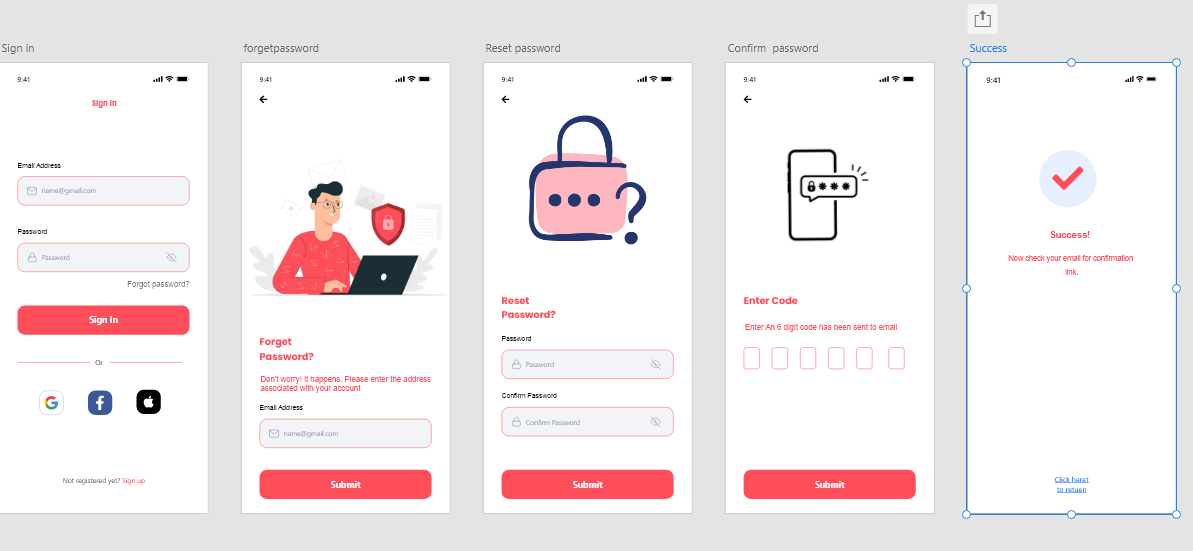 Sign in
9:41
Sign In
Email Address
name@gmail.com
Password
Password
Forgot password?
Sign In
Or
Not registered yet? Sign up
forgetpassword
9:41
Forget
Password?
Don't worry! It happens. Please enter the address
associated with your account
Email Address
name@gmail.com
Submit
Reset password
9:41
Reset
Password?
Password
Password
Confirm Password
Confirm Password
Submit
Confirm password
9:41
Enter Code
Enter An 6 digit code has been sent to email
Submit
Success
9:41
Success!
Now check your email for confirmation
link.
Click heret
to retuen